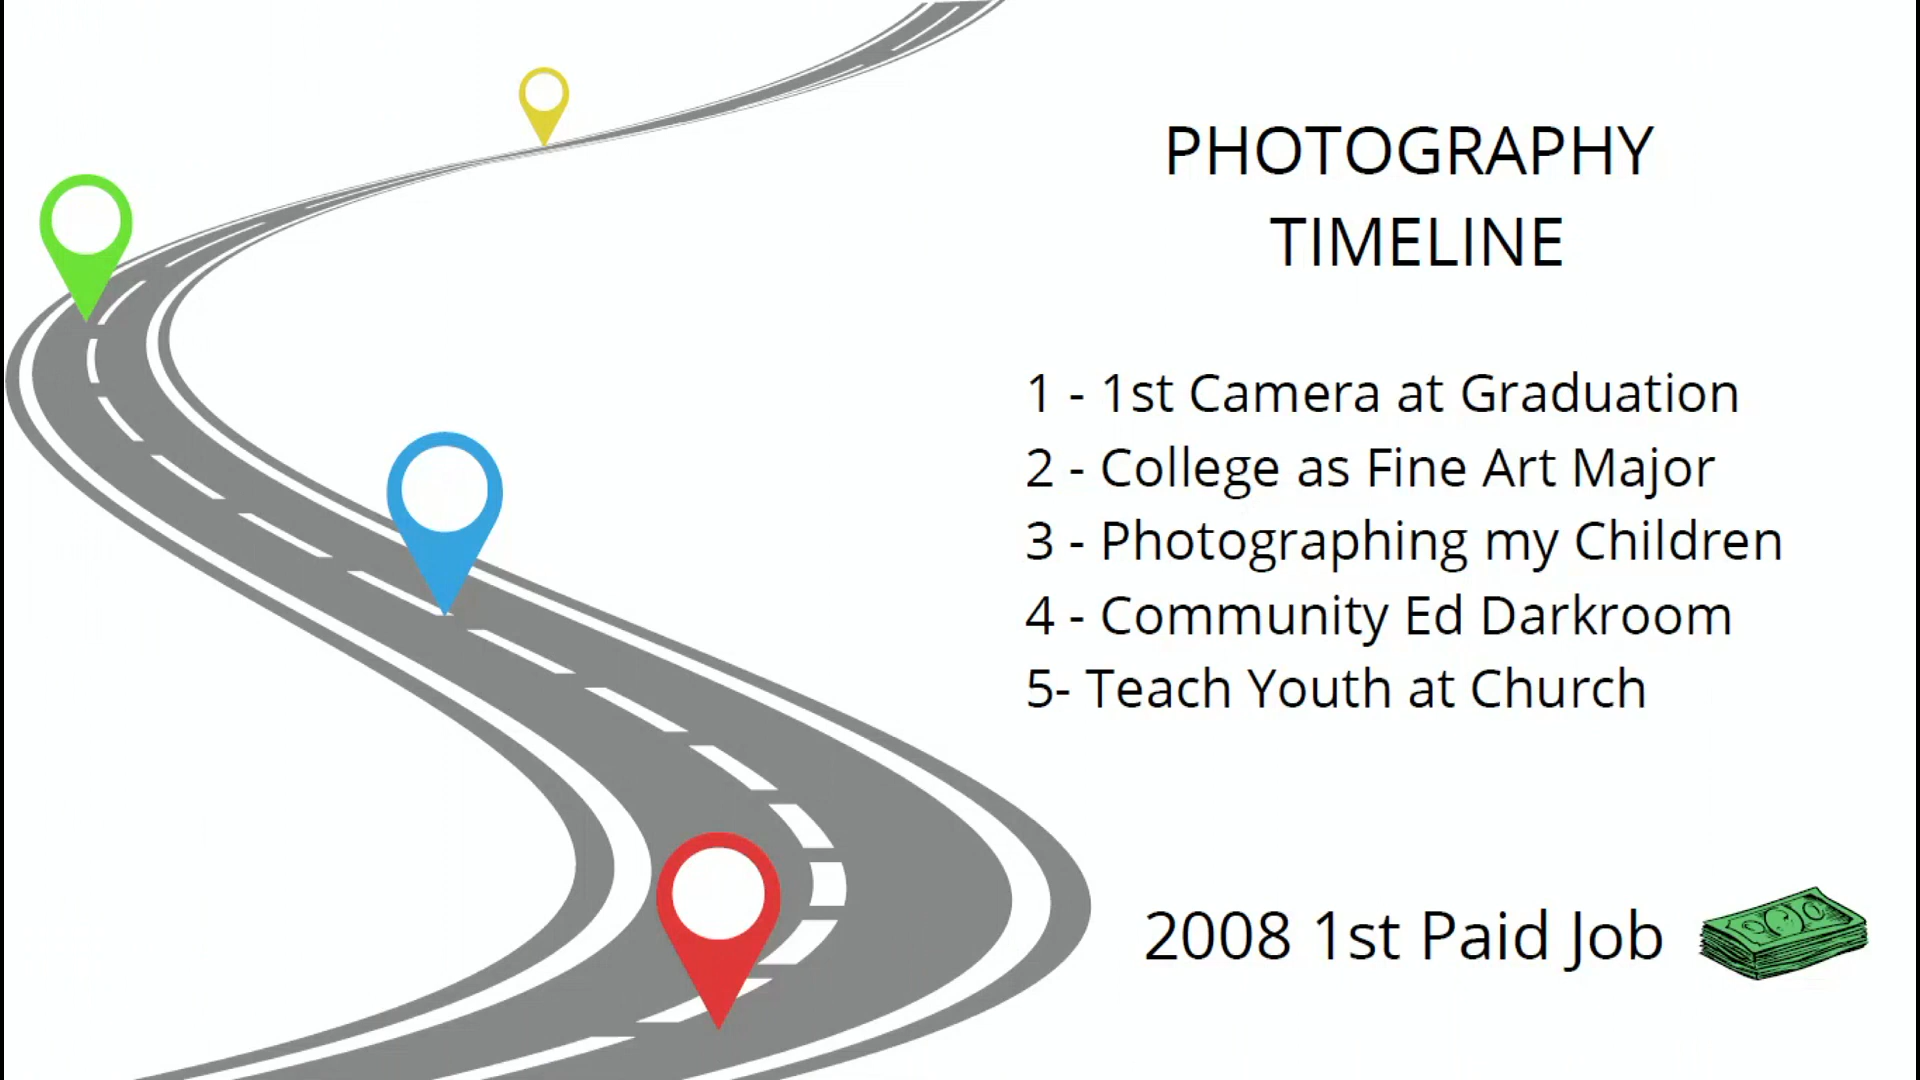 PHOTOGRAPHY
TIMELINE
1 - 1st Camera at Graduation
2 - College as Fine Art Major
3 - Photographing my Children
4 - Community Ed Darkroom
5- Teach Youth at Church
2008 1st Paid Job